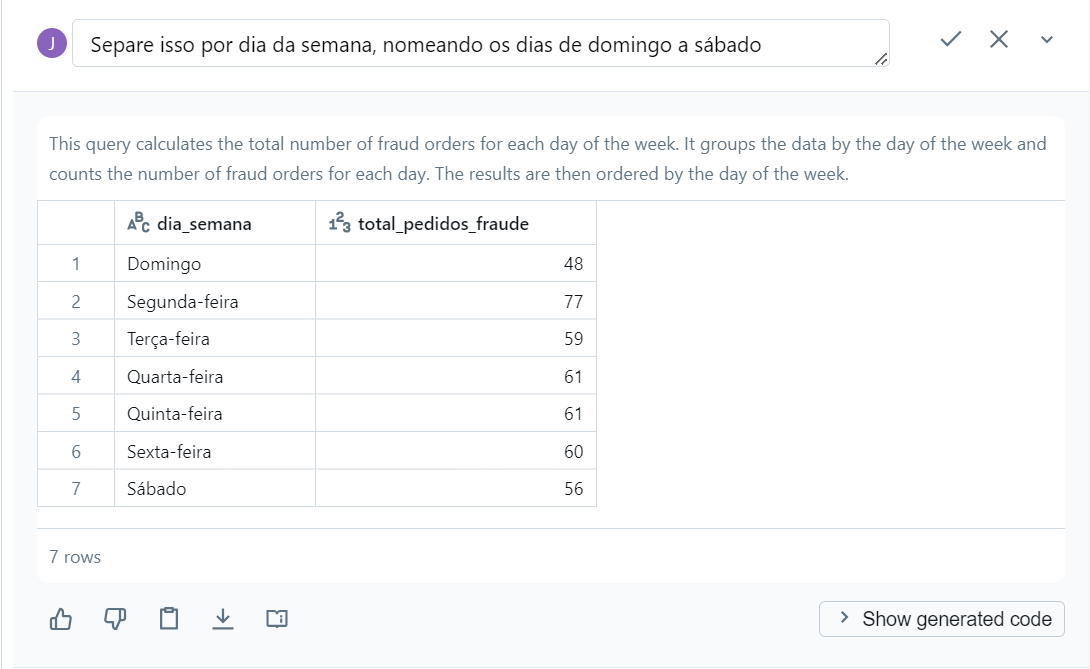 J
Separe isso por dia da semana, nomeando os dias de domingo a sábado
This query calculates the total number of fraud orders for each day of the week. It groups the data by the day of the week and
counts the number of fraud orders for each day. The results are then ordered by the day of the week.
ABC dia_semana 123 total_pedidos_fraude
1 Domingo 48
2 Segunda-feira 77
3 Terça-feira 59
4 Quarta-feira 61
5 Quinta-feira 61
6 Sexta-feira 60
7 Sábado 56
7 rows
Show generated code